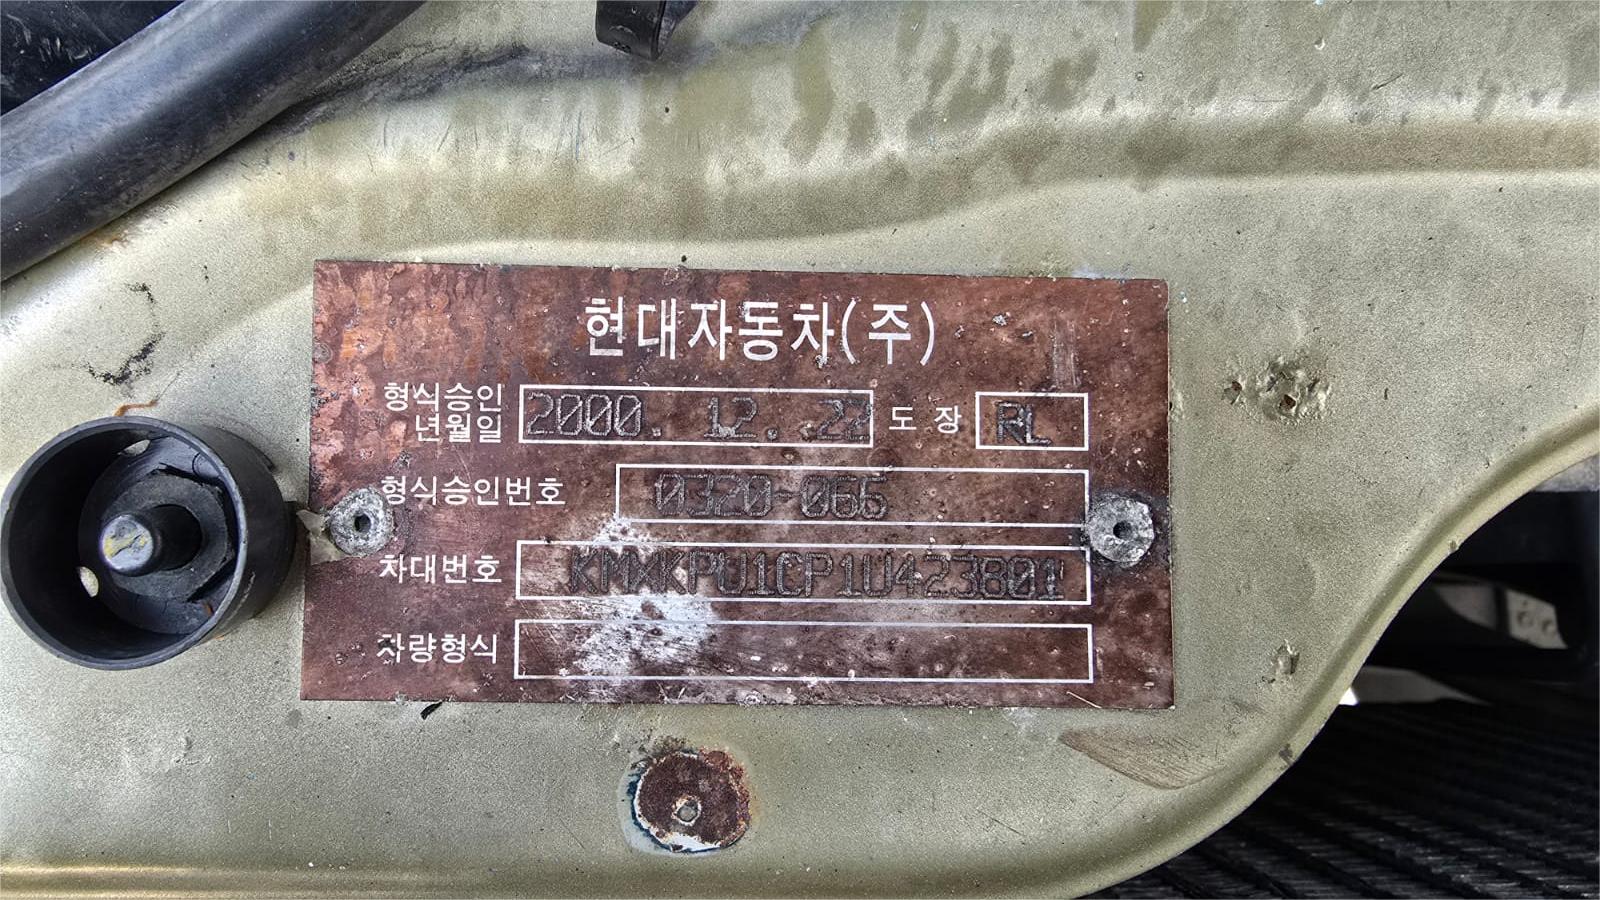 현대자동차(주)
형식승인
년월일 2000. 12. 22 도 장 RL
형식승인번호 0320-066
차대번호 KMXKPU1CP1U423801
차량형식